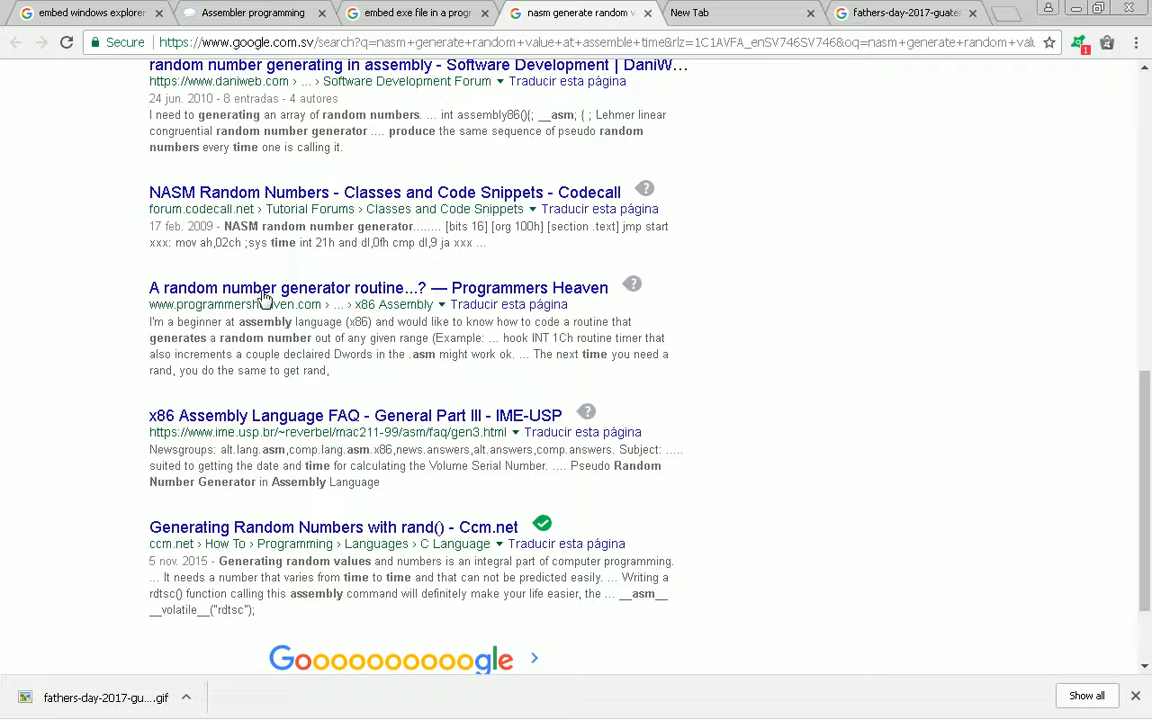 embed windows explorer
Assembler programming
embed exe file in a prog
nasm generate random v
New Tab
fathers-day-2017-guate
Secure
https://www.google.com.sv/search?q=nasm+generate+random+value+at+assemble+time&rlz=1C1AVFA_enSV746SV746&oq=nasm+generate+random+val
1
random number generating in assembly - Software Development | DaniW...
https://www.daniweb.com › ... › Software Development Forum Traducir esta página
24 jun. 2010 - 8 entradas - 4 autores
I need to generating an array of random numbers. ... int assembly86(){; __asm; { ; Lehmer linear
congruential random number generator .... produce the same sequence of pseudo random
numbers every time one is calling it.
NASM Random Numbers - Classes and Code Snippets - Codecall
forum.codecall.net › Tutorial Forums › Classes and Code Snippets Traducir esta página
17 feb. 2009 - NASM random number generator........ [bits 16] [org 100h] [section .text] jmp start
xxx: mov ah,02ch ;sys time int 21h and dl,0fh cmp dl,9 ja xxx ...
A random number generator routine...? — Programmers Heaven
www.programmersheaven.com › ... › x86 Assembly Traducir esta página
I'm a beginner at assembly language (x86) and would like to know how to code a routine that
generates a random number out of any given range (Example: ... hook INT 1Ch routine timer that
also increments a couple declaired Dwords in the .asm might work ok. ... The next time you need a
rand, you do the same to get rand,
x86 Assembly Language FAQ - General Part III - IME-USP
https://www.ime.usp.br/~reverbel/mac211-99/asm/faq/gen3.html Traducir esta página
Newsgroups: alt.lang.asm,comp.lang.asm.x86,news.answers,alt.answers,comp.answers. Subject: .....
suited to getting the date and time for calculating the Volume Serial Number. .... Pseudo Random
Number Generator in Assembly Language
Generating Random Numbers with rand() - Ccm.net
ccm.net › How To › Programming › Languages › C Language Traducir esta página
5 nov. 2015 - Generating random values and numbers is an integral part of computer programming.
... It needs a number that varies from time to time and that can not be predicted easily. ... Writing a
rdtsc() function calling this assembly command will definitely make your life easier, the ... __asm__
__volatile__("rdtsc");
Goooooooooogle
fathers-day-2017-gu....gif
Show all